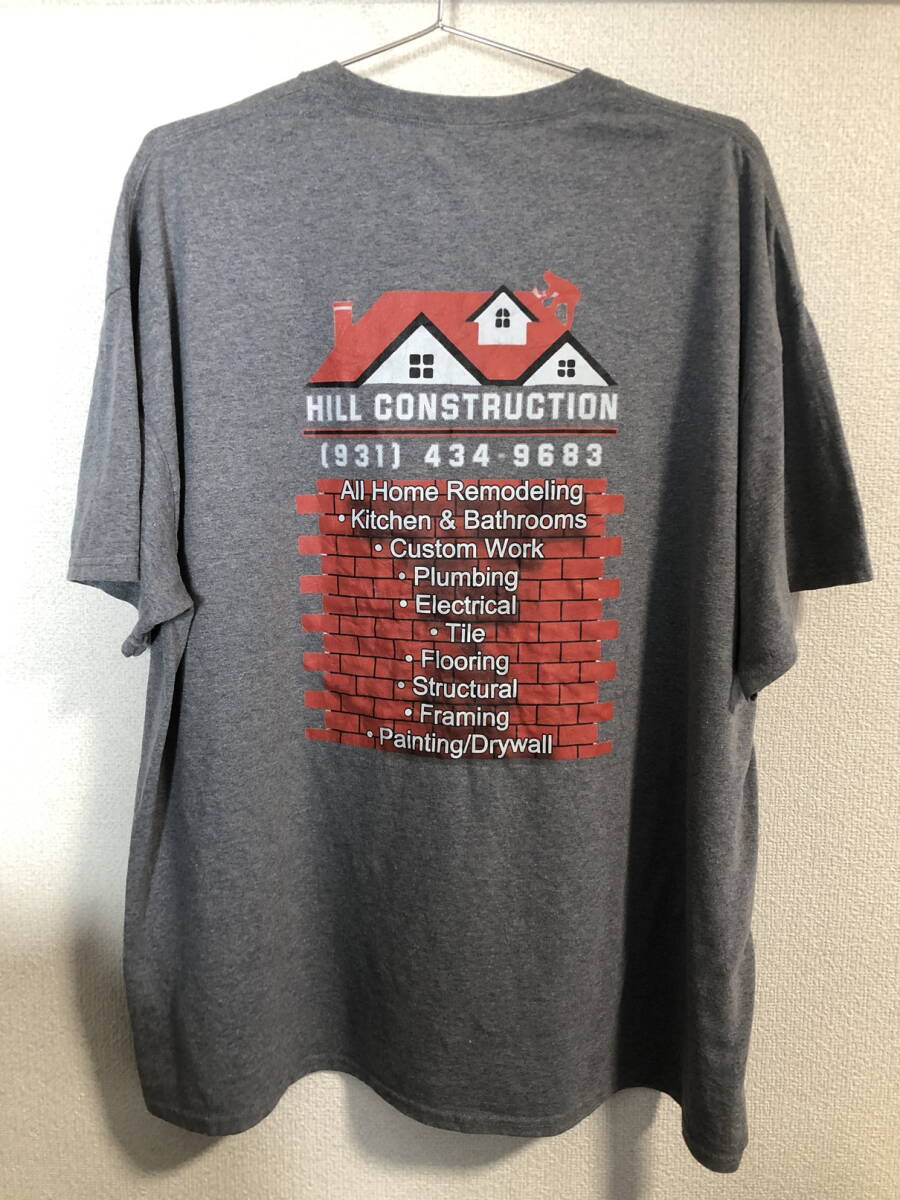 HILL CONSTRUCTION
(931) 434-9683
All Home Remodeling
• Kitchen & Bathrooms
• Custom Work
• Plumbing
• Electrical
• Tile
• Flooring
• Structural
• Framing
• Painting/Drywall